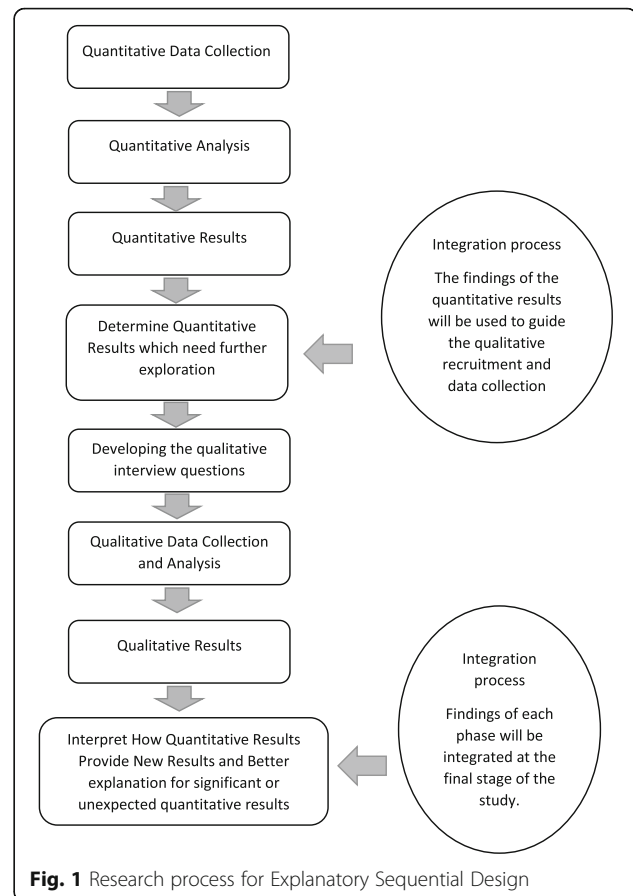 Quantitative Data Collection
Quantitative Analysis
Quantitative Results
Determine Quantitative
Results which need further
exploration
Integration process
The findings of the
quantitative results
will be used to guide
the qualitative
recruitment and
data collection
Developing the qualitative
interview questions
Qualitative Data Collection
and Analysis
Qualitative Results
Interpret How Quantitative Results
Provide New Results and Better
explanation for significant or
unexpected quantitative results
Integration
process
Findings of each
phase will be
integrated at the
final stage of the
study.
Fig. 1 Research process for Explanatory Sequential Design